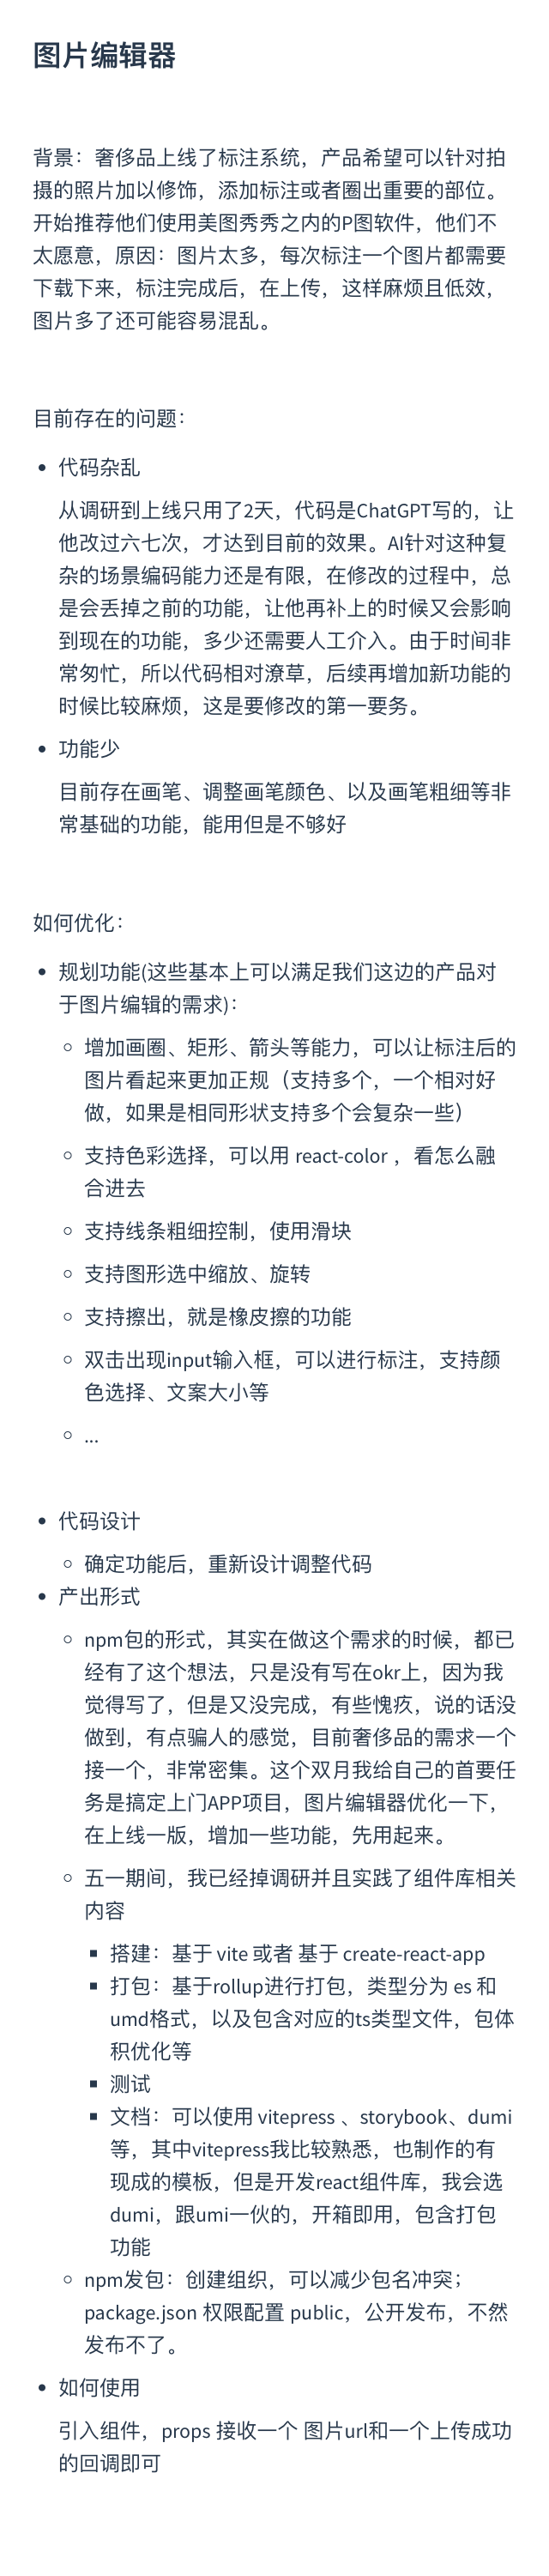 图片编辑器
背景：奢侈品上线了标注系统，产品希望可以针对拍
摄的照片加以修饰，添加标注或者圈出重要的部位。
开始推荐他们使用美图秀秀之内的P图软件，他们不
太愿意，原因：图片太多，每次标注一个图片都需要
下载下来，标注完成后，在上传，这样麻烦且低效，
图片多了还可能容易混乱。
目前存在的问题：
• 代码杂乱
从调研到上线只用了2天，代码是ChatGPT写的，让
他改过六七次，才达到目前的效果。AI针对这种复
杂的场景编码能力还是有限，在修改的过程中，总
是会丢掉之前的功能，让他再补上的时候又会影响
到现在的功能，多少还需要人工介入。由于时间非
常匆忙，所以代码相对潦草，后续再增加新功能的
时候比较麻烦，这是要修改的第一要务。
• 功能少
目前存在画笔、调整画笔颜色、以及画笔粗细等非
常基础的功能，能用但是不够好
如何优化：
• 规划功能(这些基本上可以满足我们这边的产品对
于图片编辑的需求)：
◦ 增加画圈、矩形、箭头等能力，可以让标注后的
图片看起来更加正规（支持多个，一个相对好
做，如果是相同形状支持多个会复杂一些）
◦ 支持色彩选择，可以用 react-color ，看怎么融
合进去
◦ 支持线条粗细控制，使用滑块
◦ 支持图形选中缩放、旋转
◦ 支持擦出，就是橡皮擦的功能
◦ 双击出现input输入框，可以进行标注，支持颜
色选择、文案大小等
◦ ...
• 代码设计
◦ 确定功能后，重新设计调整代码
• 产出形式
◦ npm包的形式，其实在做这个需求的时候，都已
经有了这个想法，只是没有写在okr上，因为我
觉得写了，但是又没完成，有些愧疚，说的话没
做到，有点骗人的感觉，目前奢侈品的需求一个
接一个，非常密集。这个双月我给自己的首要任
务是搞定上门APP项目，图片编辑器优化一下，
在上线一版，增加一些功能，先用起来。
◦ 五一期间，我已经掉调研并且实践了组件库相关
内容
▪ 搭建：基于 vite 或者 基于 create-react-app
▪ 打包：基于rollup进行打包，类型分为 es 和
umd格式，以及包含对应的ts类型文件，包体
积优化等
▪ 测试
▪ 文档：可以使用 vitepress 、storybook、dumi
等，其中vitepress我比较熟悉，也制作的有
现成的模板，但是开发react组件库，我会选
dumi，跟umi一伙的，开箱即用，包含打包
功能
◦ npm发包：创建组织，可以减少包名冲突；
package.json 权限配置 public，公开发布，不然
发布不了。
• 如何使用
引入组件，props 接收一个 图片url和一个上传成功
的回调即可